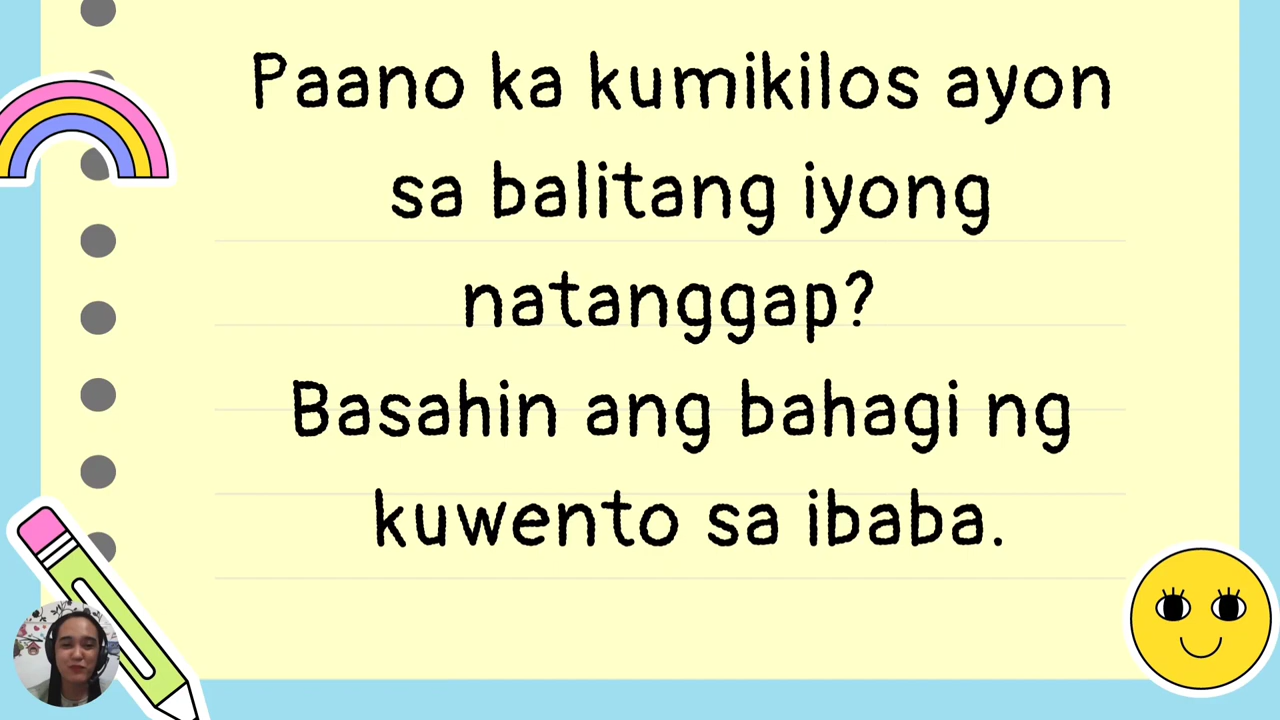 Paano ka kumikilos ayon
sa balitang iyong
natanggap?
Basahin ang bahagi ng
kuwento sa ibaba.